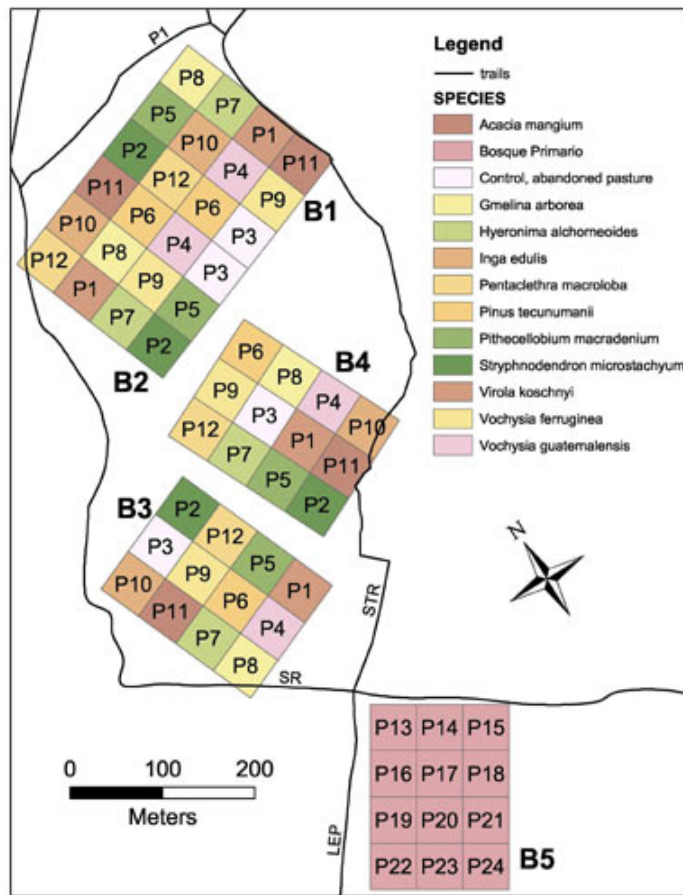 P1
Legend
trails
SPECIES
Acacia mangium
Bosque Primario
Control, abandoned pasture
Gmelina arborea
Hyeronima alchorneoides
Inga edulis
Pentaclethra macroloba
Pinus tecunumanii
Pithecellobium macradenium
Stryphnodendron microstachyum
Virola koschnyi
Vochysia ferruginea
Vochysia guatemalensis
P8 P7 P1 P11
P5 P10 P4 P9
P2 P12 P6 P3
P11 P6 P4 P3
P10 P8 P9 P5
P12 P1 P7 P2
B1
B2
B4
P6 P8 P4 P10
P9 P3 P1 P11
P12 P7 P5 P2
B3
P2 P12 P5 P1
P3 P9 P6 P4
P10 P11 P7 P8
N
STR
SR
LEP
P13 P14 P15
P16 P17 P18
P19 P20 P21
P22 P23 P24
B5
0 100 200
Meters